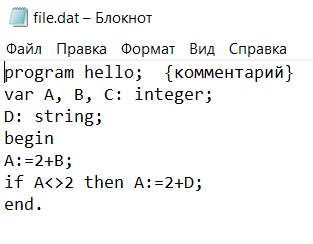 file.dat – Блокнот
Файл Правка Формат Вид Справка
program hello; {комментарий}
var A, B, C: integer;
D: string;
begin
A:=2+B;
if A<>2 then A:=2+D;
end.